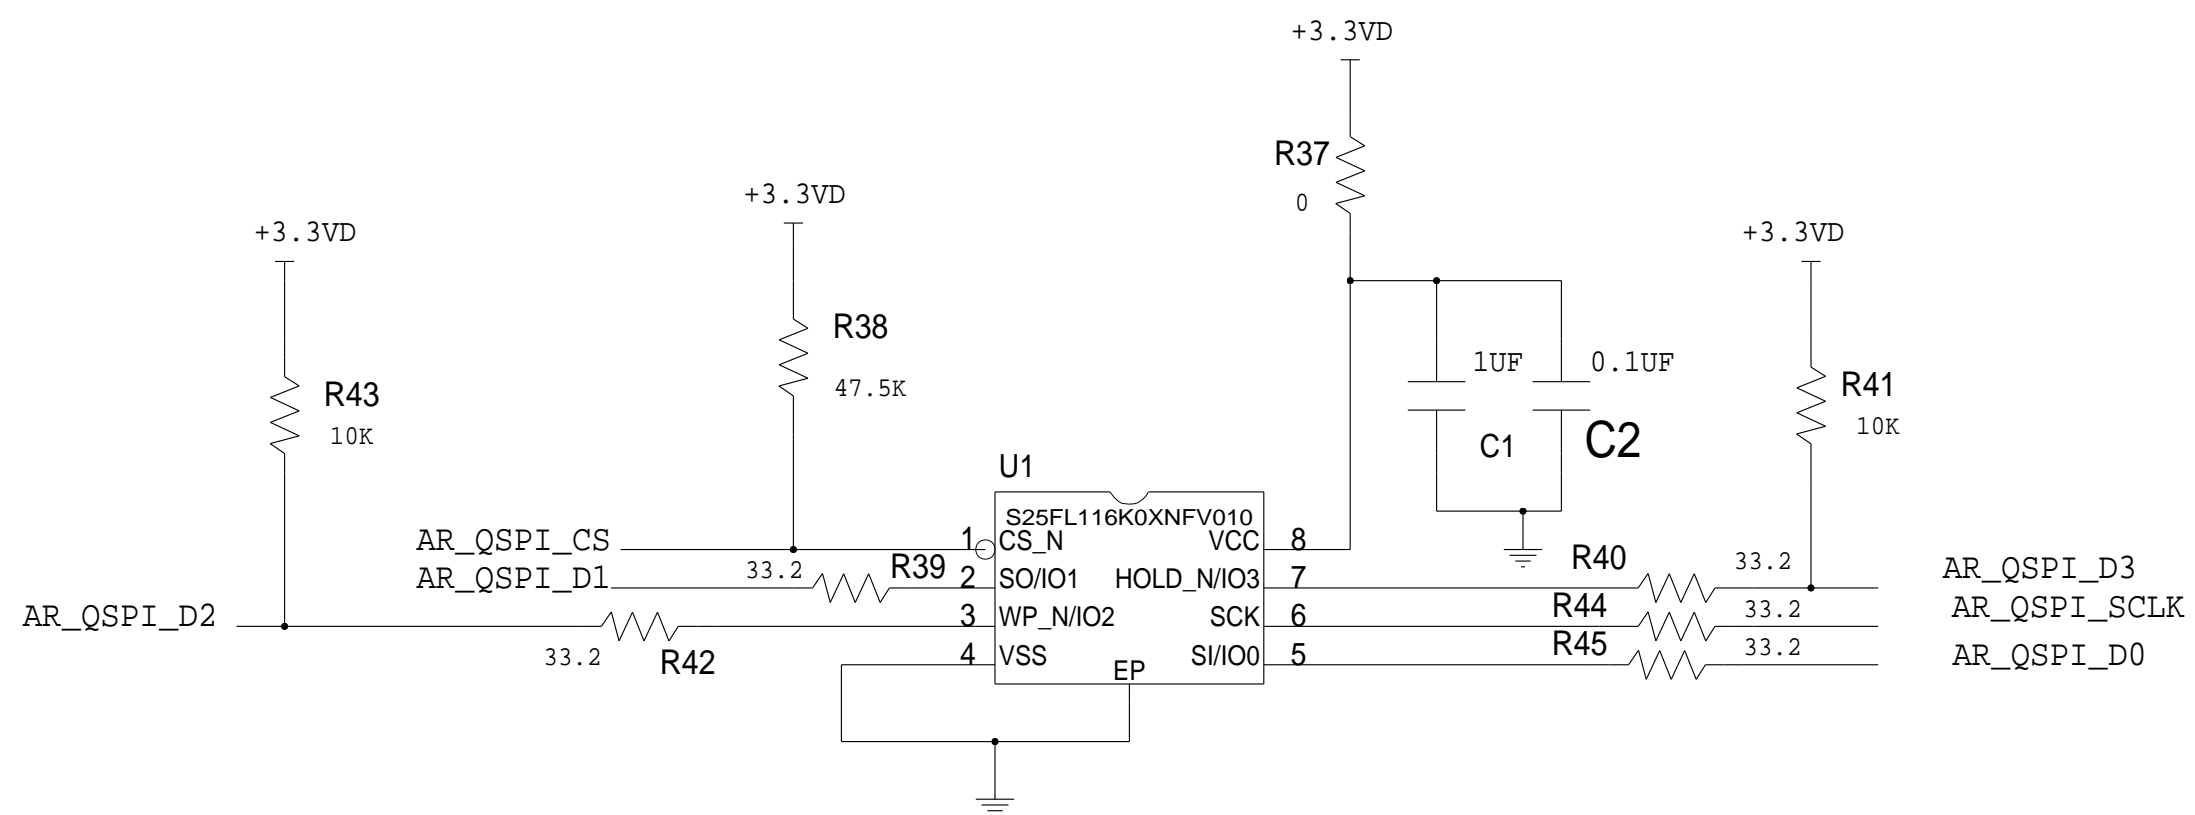 +3.3VD
R37
0
+3.3VD
+3.3VD
+3.3VD
R38
47.5K
R43
10K
1UF
0.1UF
C1
C2
R41
10K
U1
S25FL116K0XNFV010
AR_QSPI_CS
1
CS_N
VCC
8
AR_QSPI_D1
33.2
R39
2
SO/IO1
HOLD_N/IO3
7
R40
33.2
AR_QSPI_D3
AR_QSPI_D2
33.2
R42
3
WP_N/IO2
SCK
6
R44
33.2
AR_QSPI_SCLK
4
VSS
EP
SI/IO0
5
R45
33.2
AR_QSPI_D0